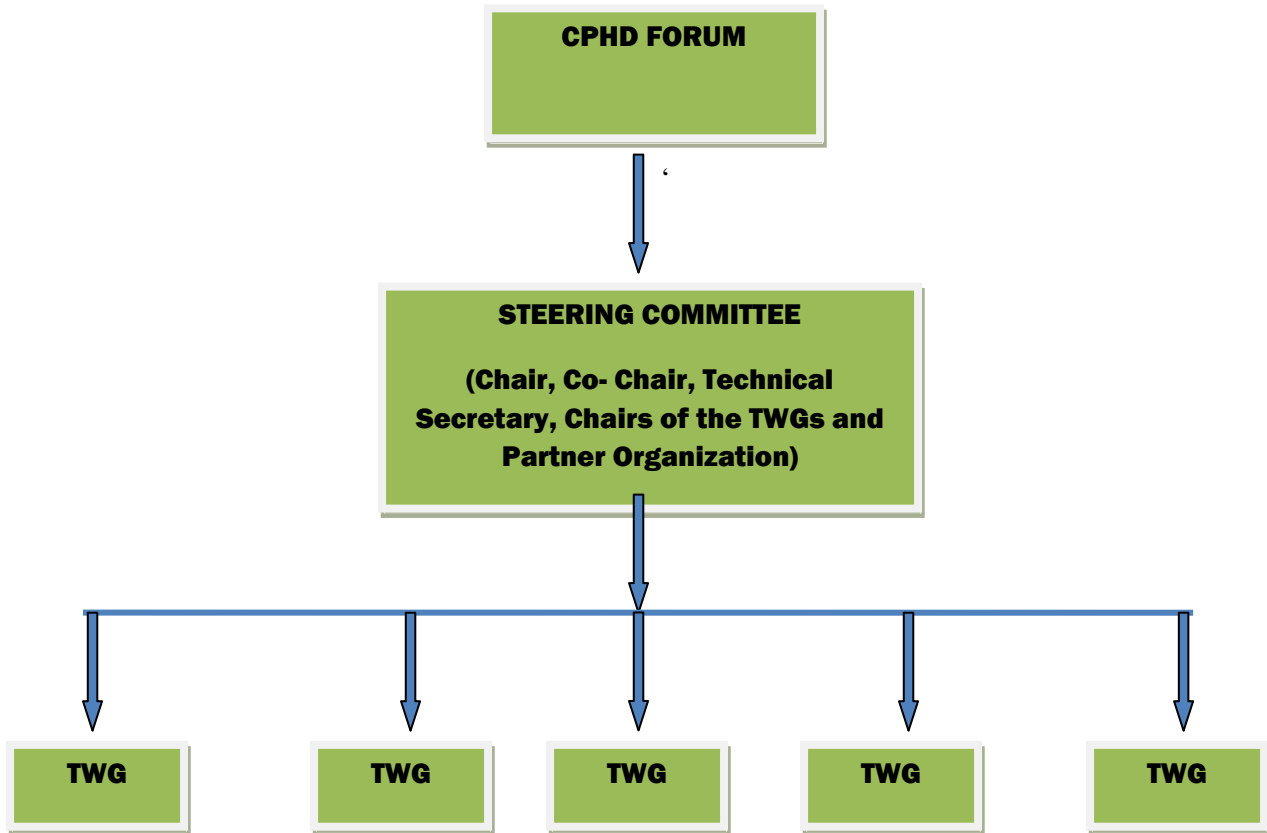 CPHD FORUM
‘
STEERING COMMITTEE
(Chair, Co- Chair, Technical
Secretary, Chairs of the TWGs and
Partner Organization)
TWG
TWG
TWG
TWG
TWG